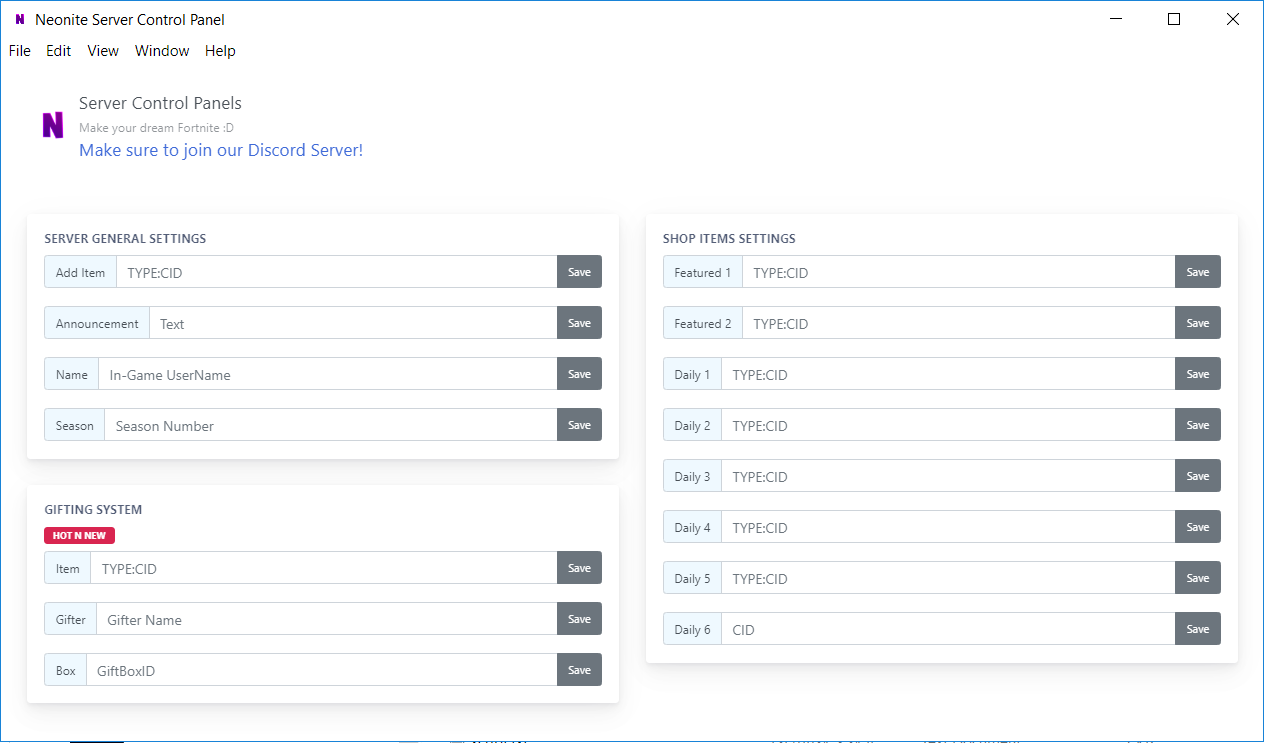 Neonite Server Control Panel
File Edit View Window Help
Server Control Panels
N
Make your dream Fortnite :D
Make sure to join our Discord Server!
SERVER GENERAL SETTINGS
Add Item TYPE:CID Save
Announcement Text Save
Name In-Game UserName Save
Season Season Number Save
GIFTING SYSTEM
HOT N NEW
Item TYPE:CID Save
Gifter Gifter Name Save
Box GiftBoxID Save
SHOP ITEMS SETTINGS
Featured 1 TYPE:CID Save
Featured 2 TYPE:CID Save
Daily 1 TYPE:CID Save
Daily 2 TYPE:CID Save
Daily 3 TYPE:CID Save
Daily 4 TYPE:CID Save
Daily 5 TYPE:CID Save
Daily 6 CID Save